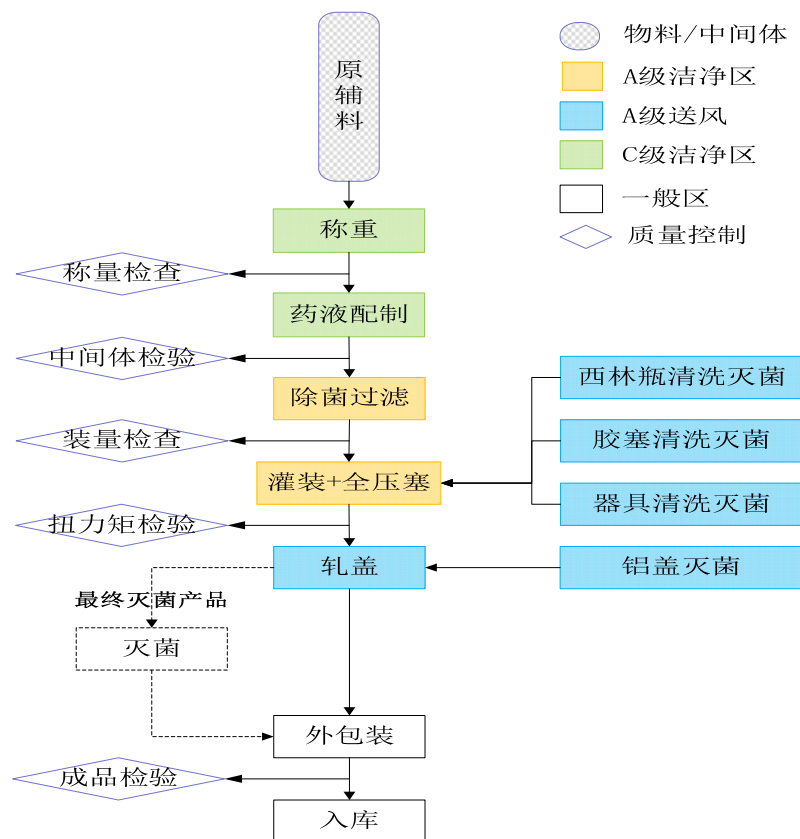 原辅料
物料/中间体
A级洁净区
A级送风
C级洁净区
一般区
质量控制
称重
称量检查
药液配制
中间体检验
除菌过滤
西林瓶清洗灭菌
装量检查
胶塞清洗灭菌
灌装+全压塞
器具清洗灭菌
扭力矩检验
轧盖
铝盖灭菌
最终灭菌产品
灭菌
外包装
成品检验
入库